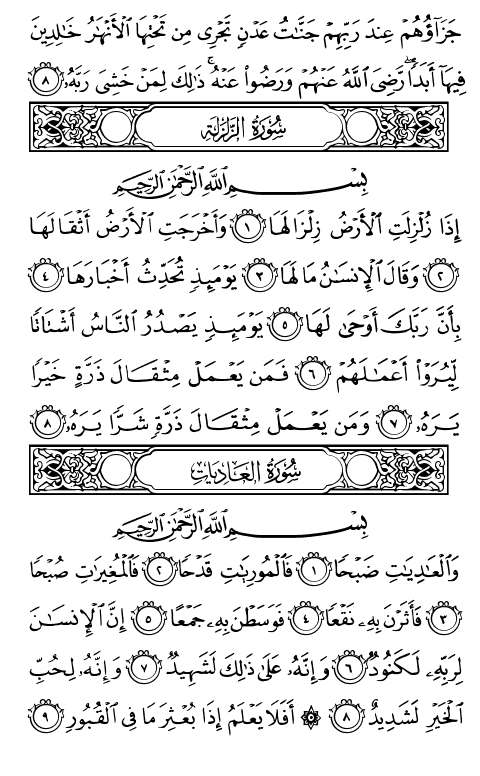 جَزَآؤُهُمْ عِندَ رَبِّهِمْ جَنَّٰتُ عَدْنٍ تَجْرِى مِن تَحْتِهَا ٱلْأَنْهَٰرُ خَٰلِدِينَ
فِيهَآ أَبَدًا ۖ رَّضِىَ ٱللَّهُ عَنْهُمْ وَرَضُوا۟ عَنْهُ ۚ ذَٰلِكَ لِمَنْ خَشِىَ رَبَّهُۥ ٨
سُورَةُ الزَّلْزَلَةِ
بِسْمِ ٱللَّهِ ٱلرَّحْمَٰنِ ٱلرَّحِيمِ
إِذَا زُلْزِلَتِ ٱلْأَرْضُ زِلْزَالَهَا ١ وَأَخْرَجَتِ ٱلْأَرْضُ أَثْقَالَهَا
٢ وَقَالَ ٱلْإِنسَٰنُ مَا لَهَا ٣ يَوْمَئِذٍ تُحَدِّثُ أَخْبَارَهَا ٤
بِأَنَّ رَبَّكَ أَوْحَىٰ لَهَا ٥ يَوْمَئِذٍ يَصْدُرُ ٱلنَّاسُ أَشْتَاتًا
لِّيُرَوْا۟ أَعْمَٰلَهُمْ ٦ فَمَن يَعْمَلْ مِثْقَالَ ذَرَّةٍ خَيْرًا
يَرَهُۥ ٧ وَمَن يَعْمَلْ مِثْقَالَ ذَرَّةٍ شَرًّا يَرَهُۥ ٨
سُورَةُ العَادِيَاتِ
بِسْمِ ٱللَّهِ ٱلرَّحْمَٰنِ ٱلرَّحِيمِ
وَٱلْعَٰدِيَٰتِ ضَبْحًا ١ فَٱلْمُورِيَٰتِ قَدْحًا ٢ فَٱلْمُغِيرَٰتِ صُبْحًا
٣ فَأَثَرْنَ بِهِۦ نَقْعًا ٤ فَوَسَطْنَ بِهِۦ جَمْعًا ٥ إِنَّ ٱلْإِنسَٰنَ
لِرَبِّهِۦ لَكَنُودٌ ٦ وَإِنَّهُۥ عَلَىٰ ذَٰلِكَ لَشَهِيدٌ ٧ وَإِنَّهُۥ لِحُبِّ
ٱلْخَيْرِ لَشَدِيدٌ ٨ ۞ أَفَلَا يَعْلَمُ إِذَا بُعْثِرَ مَا فِى ٱلْقُبُورِ ٩